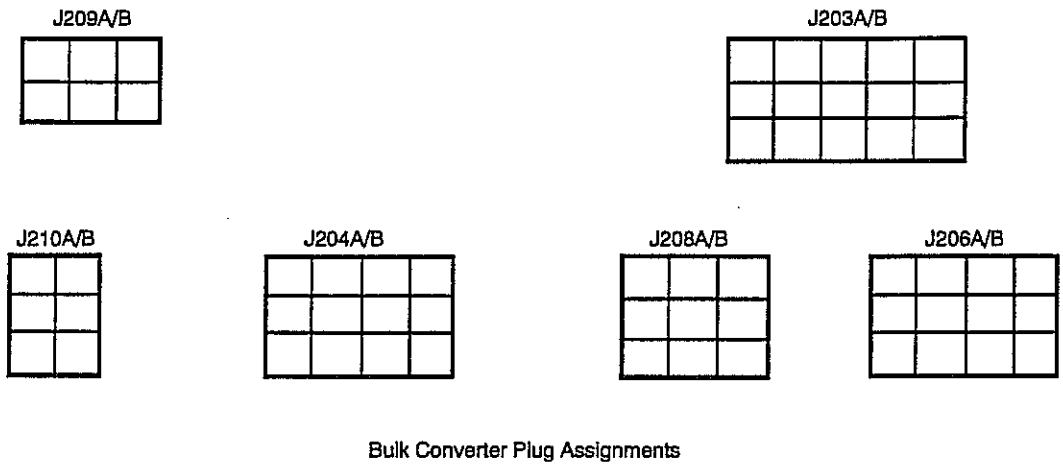 J209A/B
J203A/B
J210A/B
J204A/B
J208A/B
J206A/B
Bulk Converter Plug Assignments